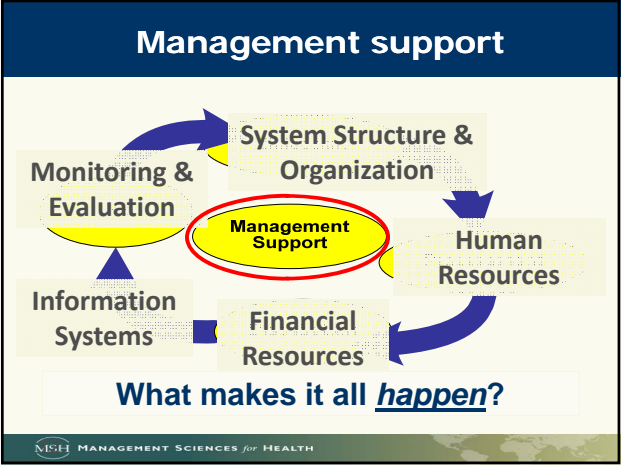 Management support
System Structure &
Organization
Monitoring &
Evaluation
Management
Support
Human
Resources
Information
Systems
Financial
Resources
What makes it all happen?
MSH MANAGEMENT SCIENCES for HEALTH